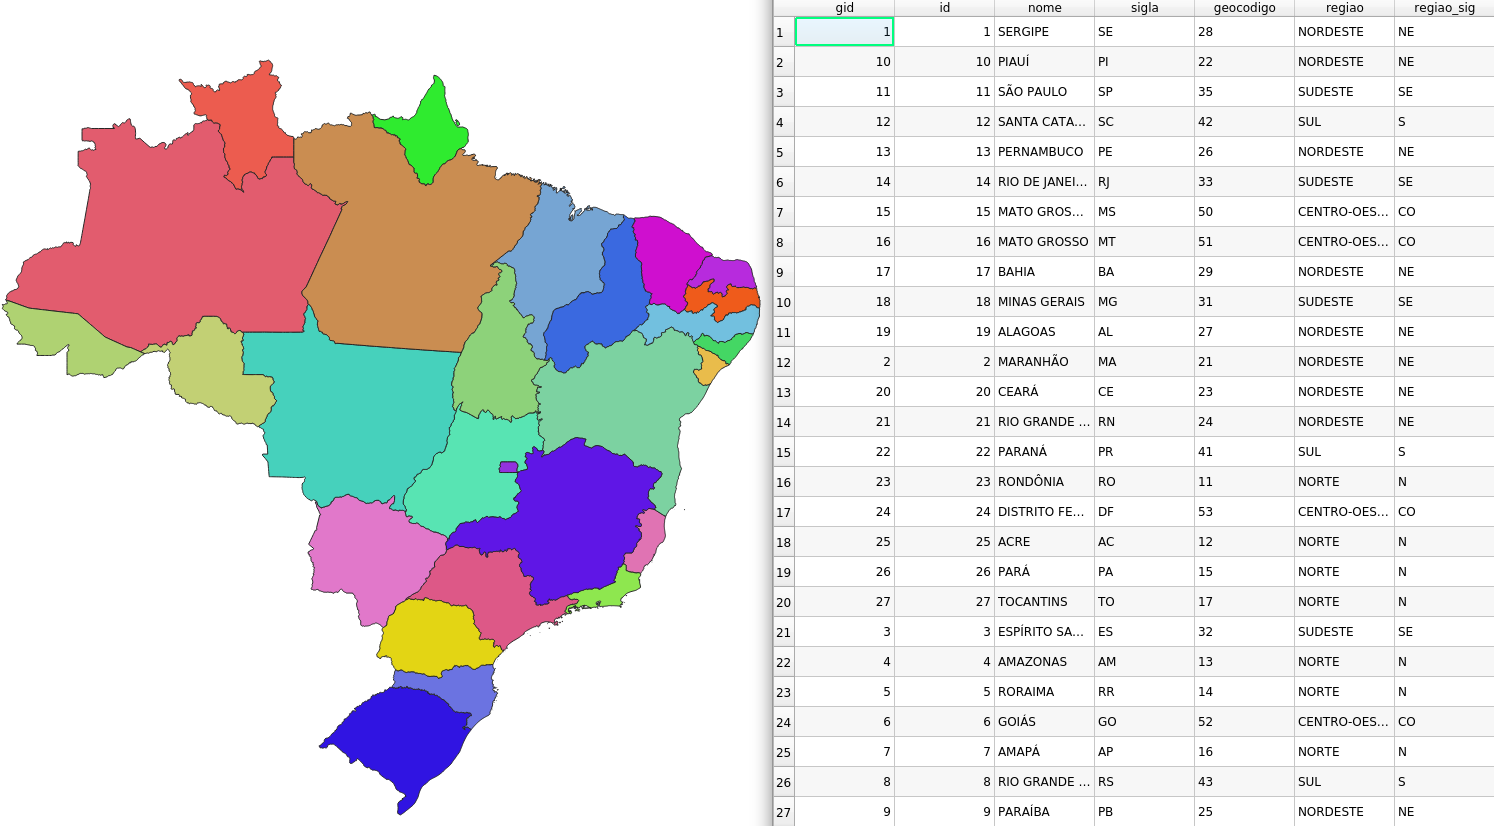 gid id nome sigla geocodigo regiao regiao_sig
1 1 1 SERGIPE SE 28 NORDESTE NE
2 10 10 PIAUÍ PI 22 NORDESTE NE
3 11 11 SÃO PAULO SP 35 SUDESTE SE
4 12 12 SANTA CATA... SC 42 SUL S
5 13 13 PERNAMBUCO PE 26 NORDESTE NE
6 14 14 RIO DE JANEI... RJ 33 SUDESTE SE
7 15 15 MATO GROS... MS 50 CENTRO-OES... CO
8 16 16 MATO GROSSO MT 51 CENTRO-OES... CO
9 17 17 BAHIA BA 29 NORDESTE NE
10 18 18 MINAS GERAIS MG 31 SUDESTE SE
11 19 19 ALAGOAS AL 27 NORDESTE NE
12 2 2 MARANHÃO MA 21 NORDESTE NE
13 20 20 CEARÁ CE 23 NORDESTE NE
14 21 21 RIO GRANDE ... RN 24 NORDESTE NE
15 22 22 PARANÁ PR 41 SUL S
16 23 23 RONDÔNIA RO 11 NORTE N
17 24 24 DISTRITO FE... DF 53 CENTRO-OES... CO
18 25 25 ACRE AC 12 NORTE N
19 26 26 PARÁ PA 15 NORTE N
20 27 27 TOCANTINS TO 17 NORTE N
21 3 3 ESPÍRITO SA... ES 32 SUDESTE SE
22 4 4 AMAZONAS AM 13 NORTE N
23 5 5 RORAIMA RR 14 NORTE N
24 6 6 GOIÁS GO 52 CENTRO-OES... CO
25 7 7 AMAPÁ AP 16 NORTE N
26 8 8 RIO GRANDE ... RS 43 SUL S
27 9 9 PARAÍBA PB 25 NORDESTE NE